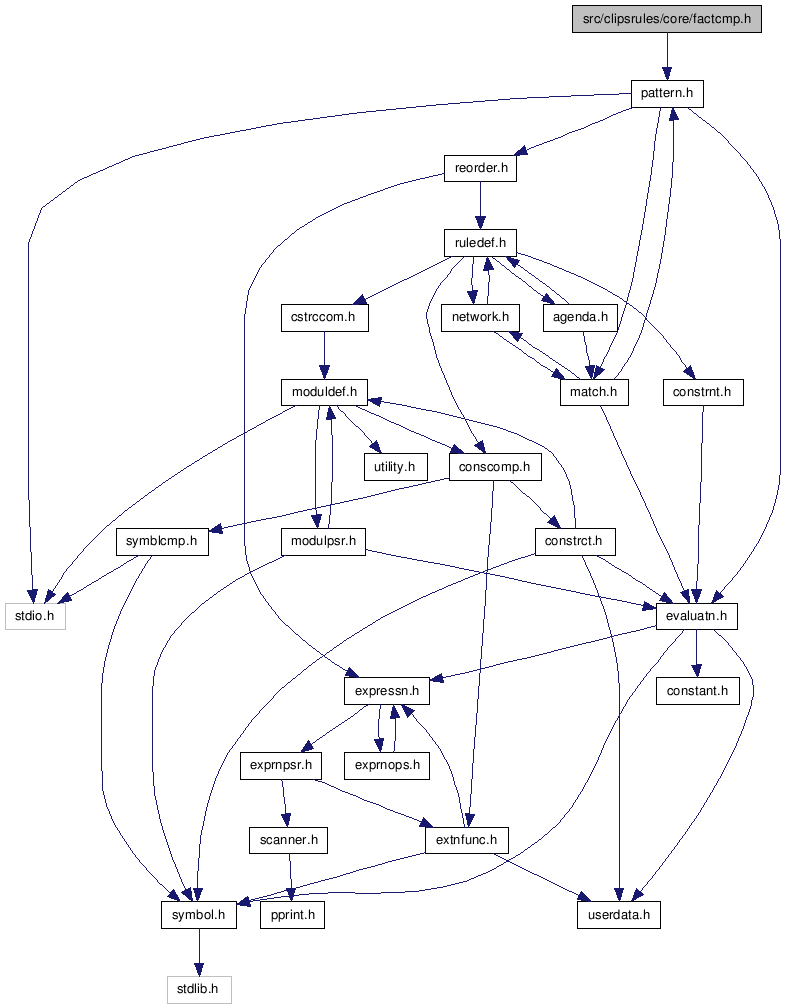 src/clipsrules/core/factcmp.h
pattern.h
reorder.h
ruledef.h
cstrccom.h
network.h
agenda.h
moduldef.h
match.h
constrnt.h
utility.h
conscomp.h
symblcmp.h
modulpsr.h
constrct.h
stdio.h
evaluatn.h
expressn.h
constant.h
exprnpsr.h
exprnops.h
scanner.h
extnfunc.h
symbol.h
pprint.h
userdata.h
stdlib.h